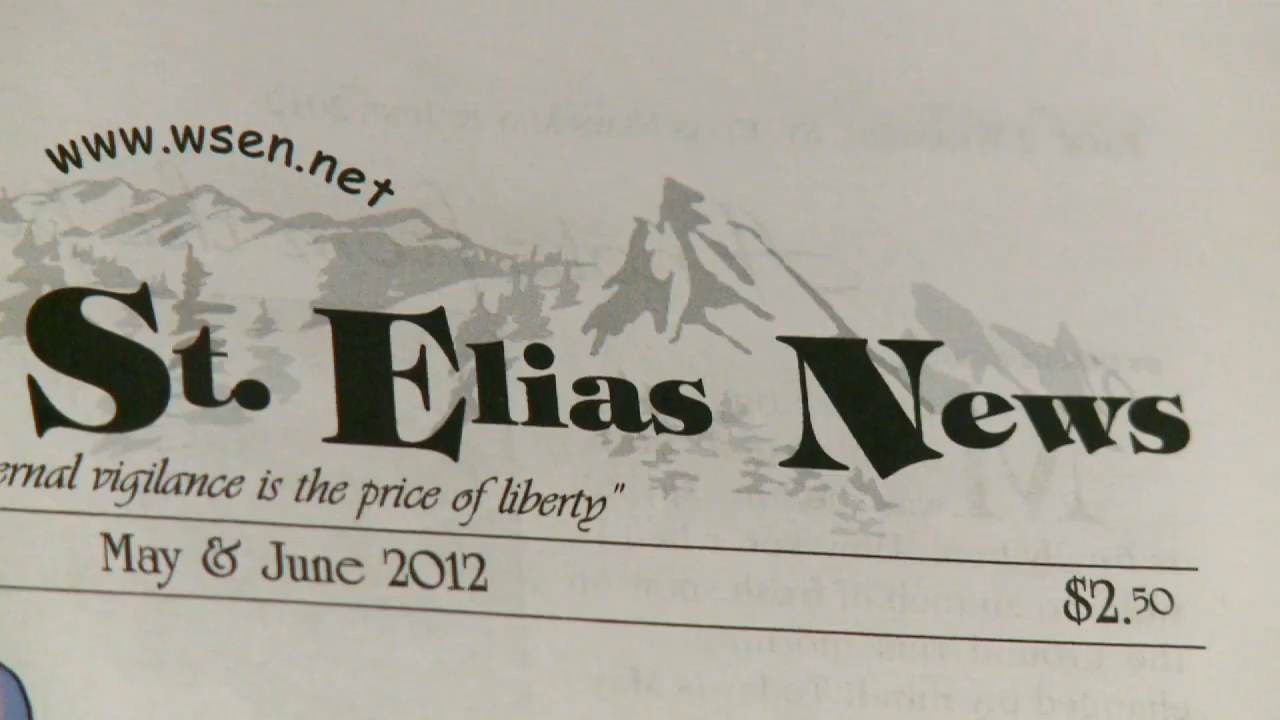 www.wsen.net
St. Elias News
ernal vigilance is the price of liberty"
May & June 2012
$2.50